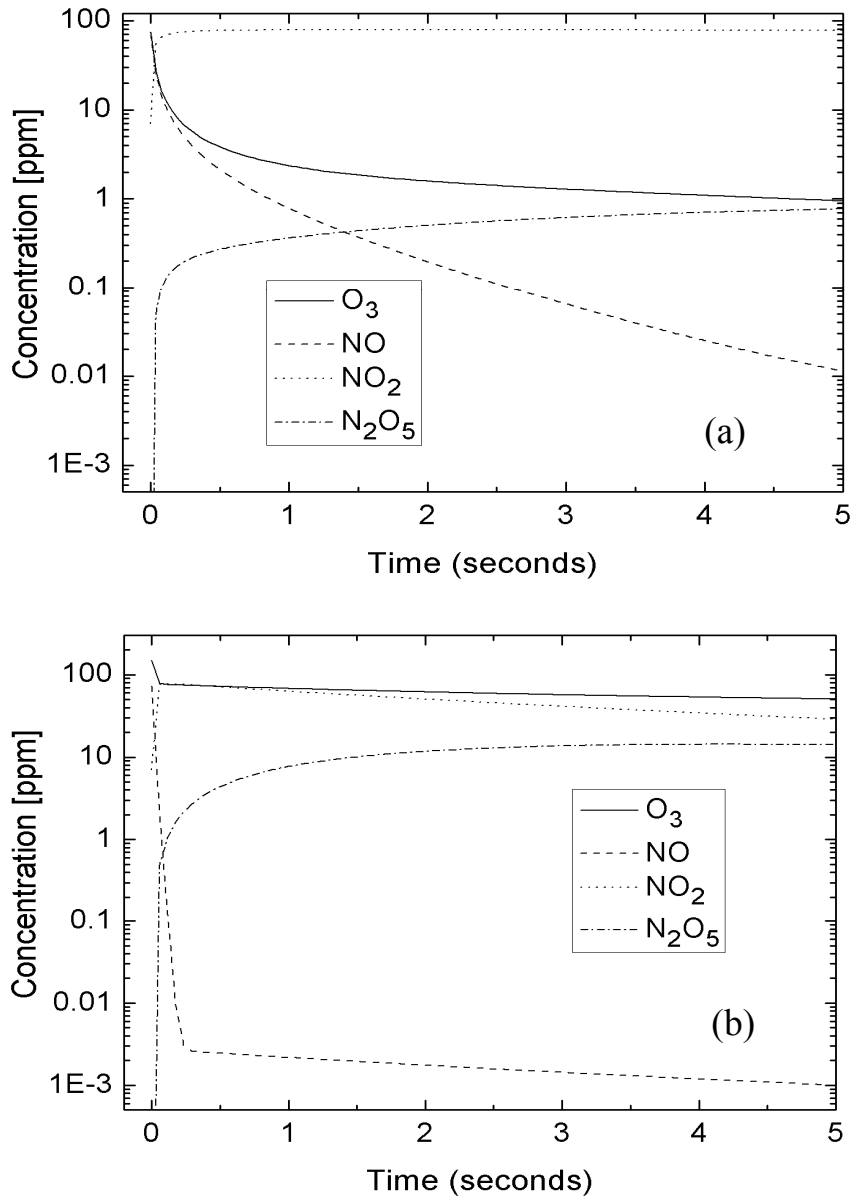 100
10
1
0.1
0.01
1E-3
Concentration [ppm]
O3
NO
NO2
N2O5
(a)
0 1 2 3 4 5
Time (seconds)
100
10
1
0.1
0.01
1E-3
Concentration [ppm]
O3
NO
NO2
N2O5
(b)
0 1 2 3 4 5
Time (seconds)